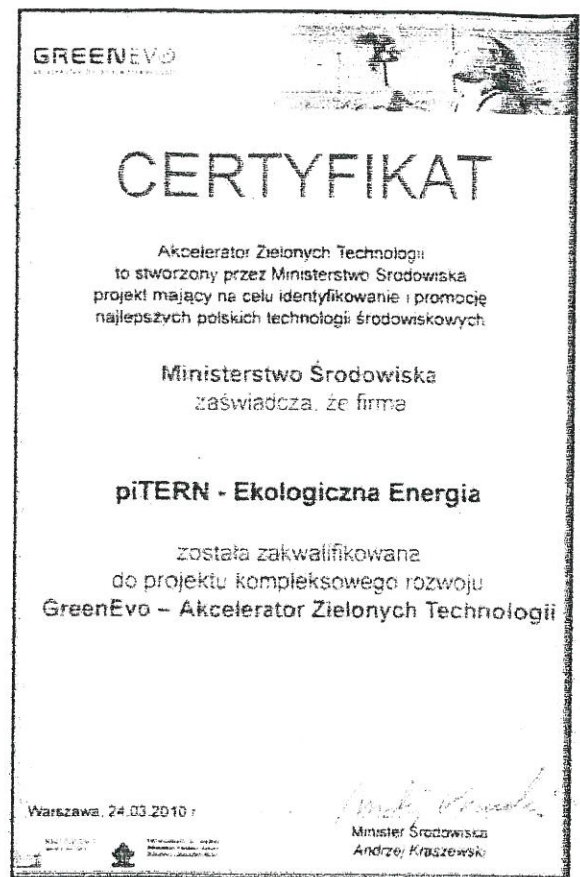 GREENEVO
CERTYFIKAT
Akcelerator Zielonych Technologii
to stworzony przez Ministerstwo Środowiska
projekt mający na celu identyfikowanie i promocję
najlepszych polskich technologii środowiskowych
Ministerstwo Środowiska
zaświadcza, że firma
piTERN - Ekologiczna Energia
została zakwalifikowana
do projektu kompleksowego rozwoju
GreenEvo – Akcelerator Zielonych Technologii
Warszawa, 24.03.2010 r
Minister Środowiska
Andrzej Kraszewski